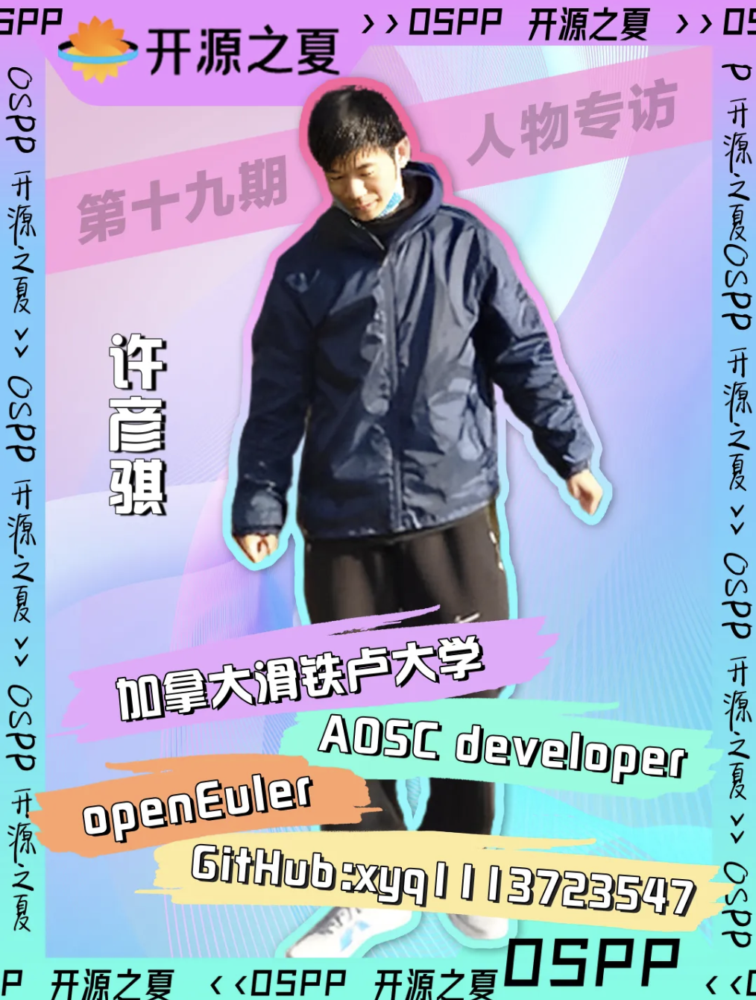 SPP
开源之夏
>>OSPP 开源之夏 >>OS
OSPP 开源之夏 >> OSPP 开源之夏 >> OSPP 开源之夏
P 开源之夏OSPP 开源之夏 >> OSPP 开源之夏 >> OSPP
第十九期
人物专访
许彦骐
加拿大滑铁卢大学
AOSC developer
openEuler
GitHub:xyq1113723547
OSPP
P 开源之夏 <<OSPP 开源之夏
<<O